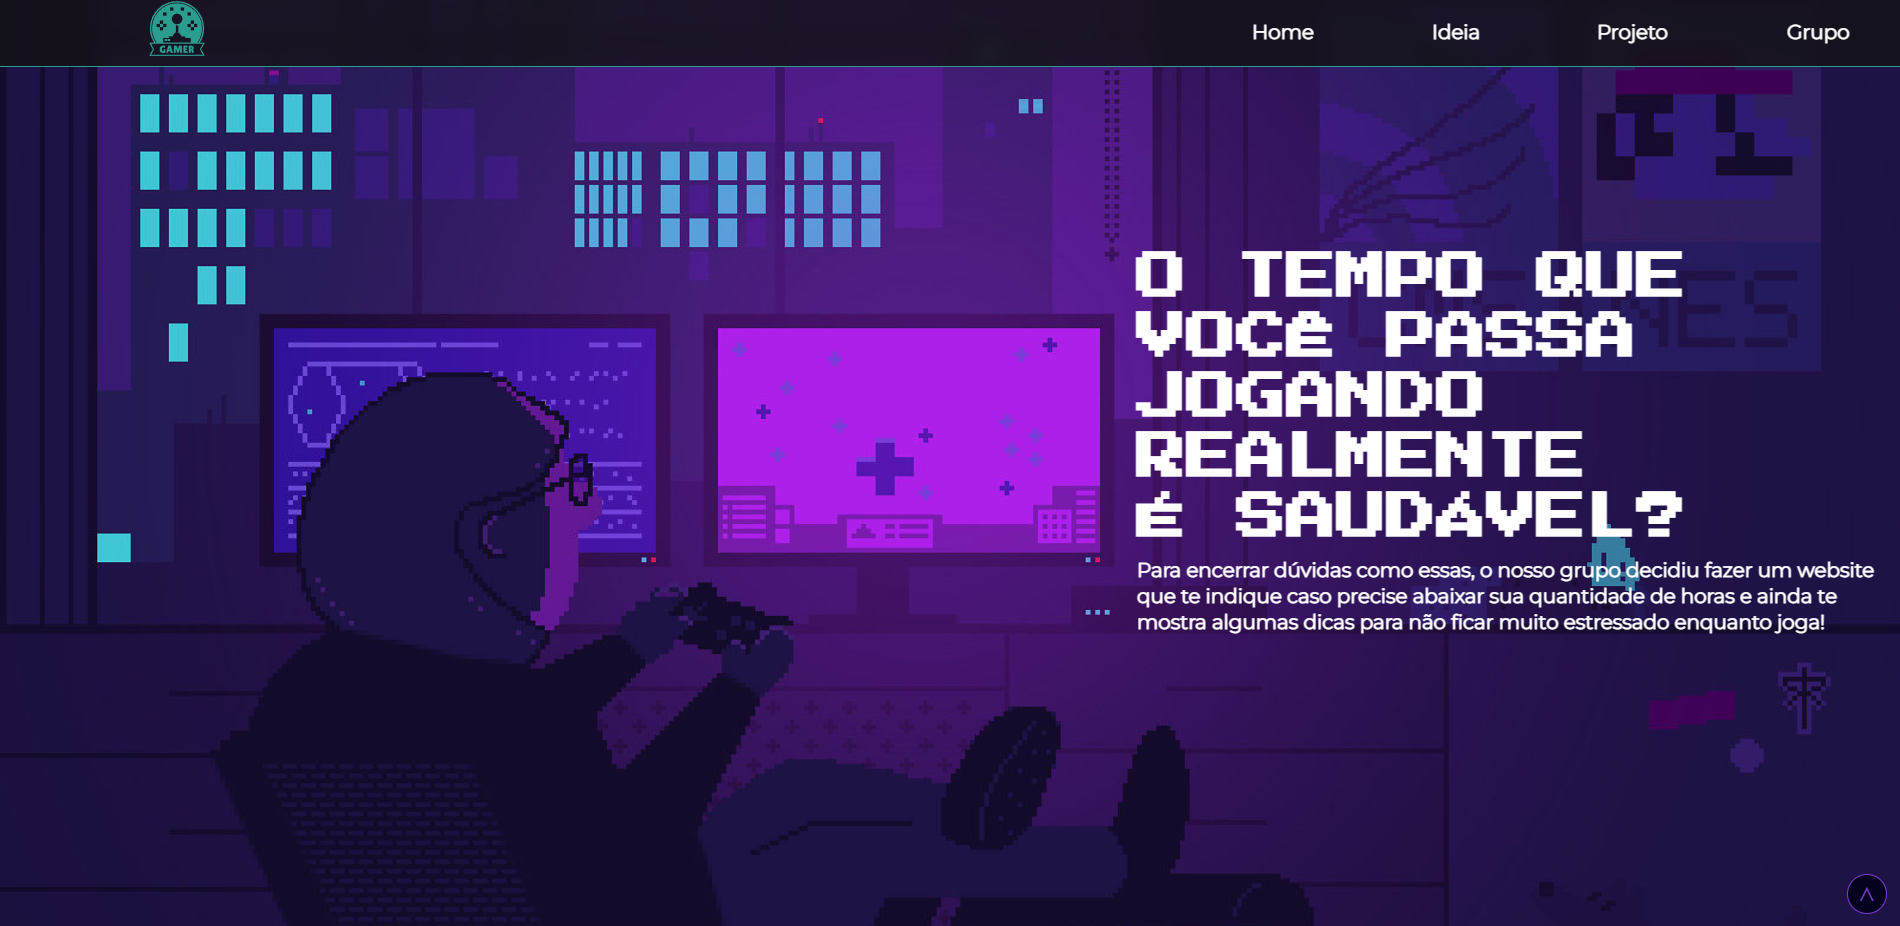 GAMER
Home Ideia Projeto Grupo
O TEMPO QUE
VOCê PASSA
JOGANDO
REALMENTE
É SAUDáVEL?
Para encerrar dúvidas como essas, o nosso grupo decidiu fazer um website
que te indique caso precise abaixar sua quantidade de horas e ainda te
mostra algumas dicas para não ficar muito estressado enquanto joga!